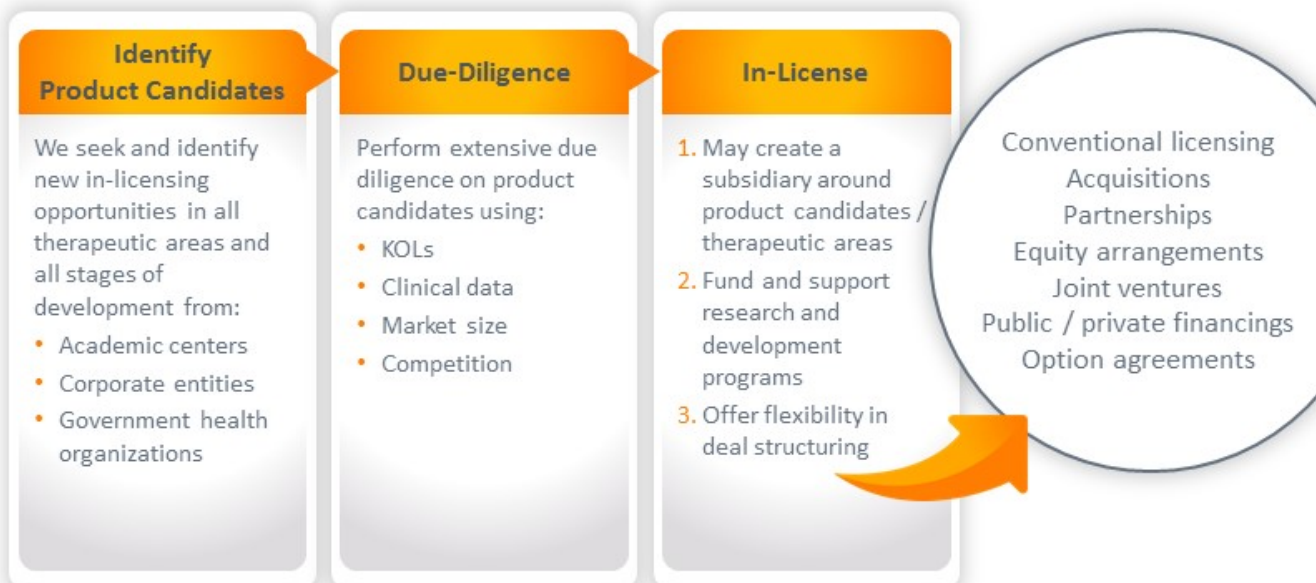 Identify
Product Candidates
We seek and identify
new in-licensing
opportunities in all
therapeutic areas and
all stages of
development from:
• Academic centers
• Corporate entities
• Government health
organizations
Due-Diligence
Perform extensive due
diligence on product
candidates using:
• KOLs
• Clinical data
• Market size
• Competition
In-License
1. May create a
subsidiary around
product candidates /
therapeutic areas
2. Fund and support
research and
development
programs
3. Offer flexibility in
deal structuring
Conventional licensing
Acquisitions
Partnerships
Equity arrangements
Joint ventures
Public / private financings
Option agreements